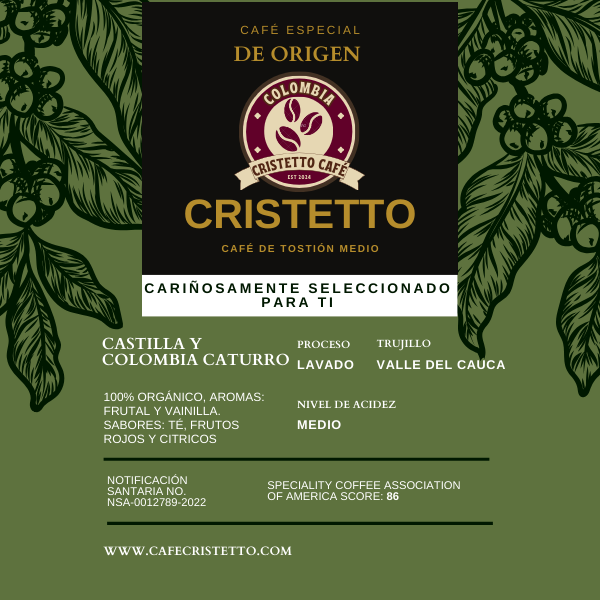 CAFÉ ESPECIAL
DE ORIGEN
COLOMBIA
CRISTETTO CAFÉ
EST 2014
CRISTETTO
CAFÉ DE TOSTIÓN MEDIO
CARIÑOSAMENTE SELECCIONADO
PARA TI
CASTILLA Y
COLOMBIA CATURRO
PROCESO
LAVADO
TRUJILLO
VALLE DEL CAUCA
100% ORGÁNICO, AROMAS:
FRUTAL Y VAINILLA.
SABORES: TÉ, FRUTOS
ROJOS Y CITRICOS
NIVEL DE ACIDEZ
MEDIO
NOTIFICACIÓN
SANTARIA NO.
NSA-0012789-2022
SPECIALITY COFFEE ASSOCIATION
OF AMERICA SCORE: 86
WWW.CAFECRISTETTO.COM